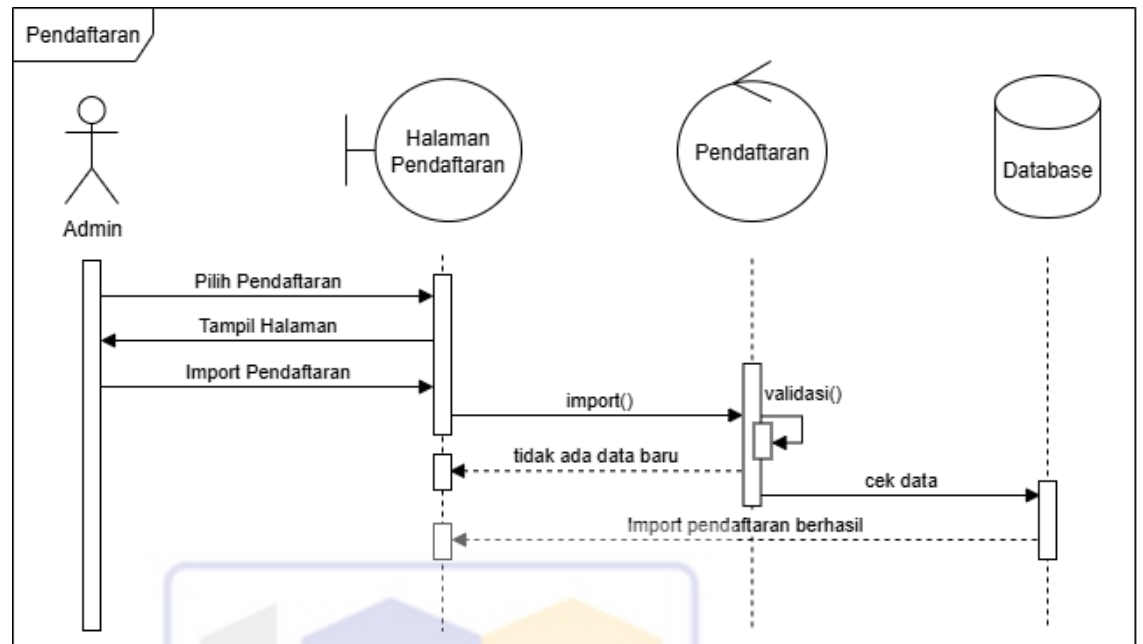 Pendaftaran
Halaman
Pendaftaran
Pendaftaran
Database
Admin
Pilih Pendaftaran
Tampil Halaman
Import Pendaftaran
import()
validasi()
tidak ada data baru
cek data
Import pendaftaran berhasil